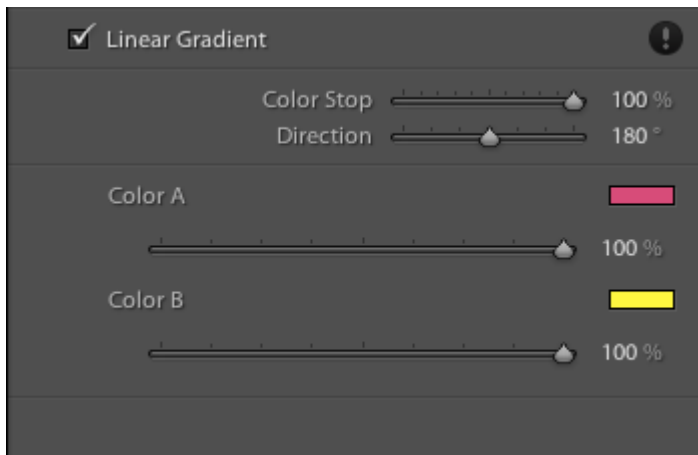 Linear Gradient !
Color Stop 100 %
Direction 180 °
Color A
100 %
Color B
100 %